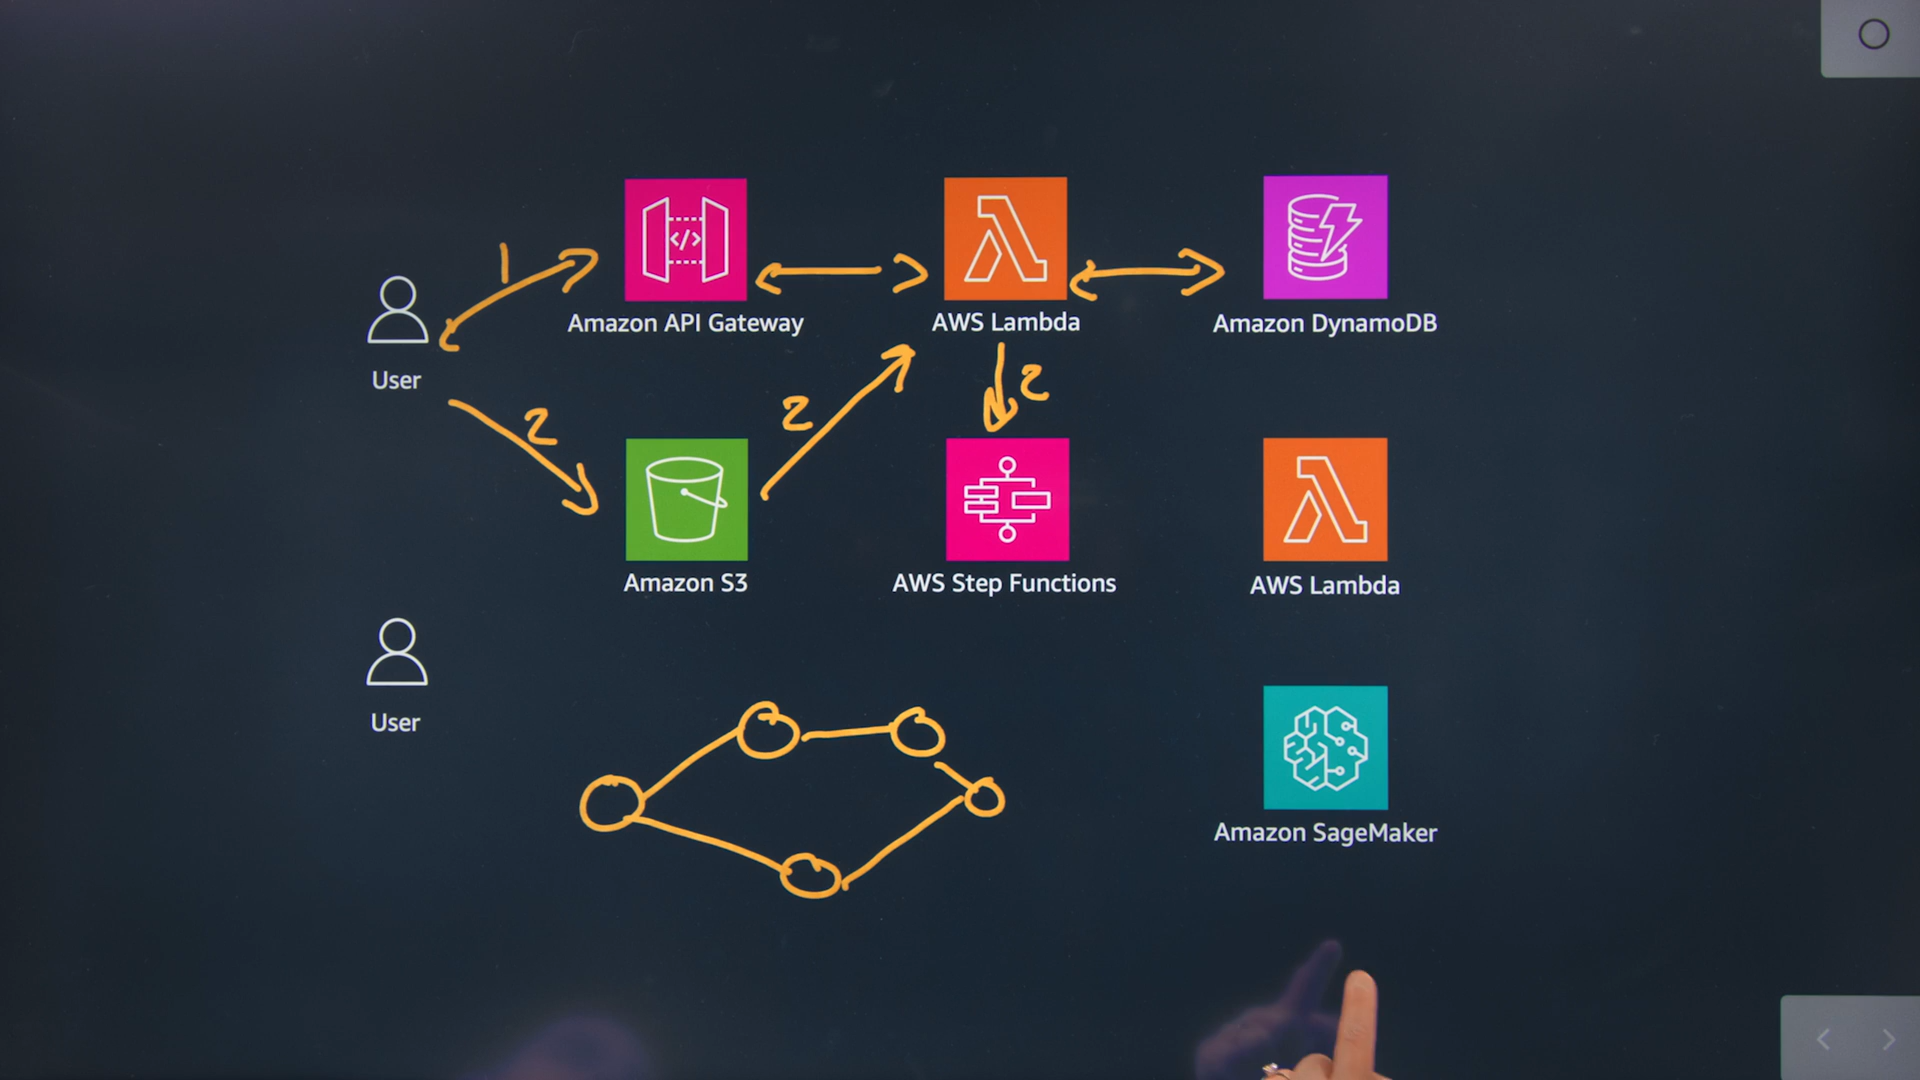 1
</>
Amazon API Gateway
AWS Lambda
Amazon DynamoDB
User
2
2
2
Amazon S3
AWS Step Functions
AWS Lambda
User
Amazon SageMaker